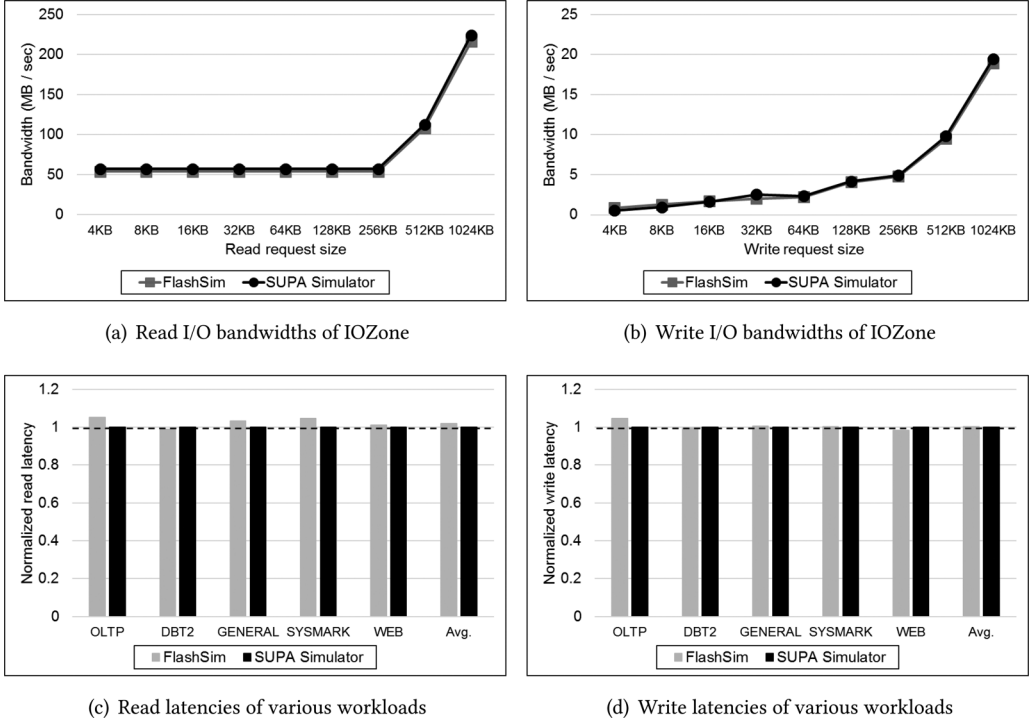 250
200
150
100
50
0
Bandwidth (MB / sec)
4KB 8KB 16KB 32KB 64KB 128KB 256KB 512KB 1024KB
Read request size
FlashSim SUPA Simulator
(a) Read I/O bandwidths of IOZone
25
20
15
10
5
0
Bandwidth (MB / sec)
4KB 8KB 16KB 32KB 64KB 128KB 256KB 512KB 1024KB
Write request size
FlashSim SUPA Simulator
(b) Write I/O bandwidths of IOZone
1.2
1
0.8
0.6
0.4
0.2
0
Normalized read latency
OLTP DBT2 GENERAL SYSMARK WEB Avg.
FlashSim SUPA Simulator
(c) Read latencies of various workloads
1.2
1
0.8
0.6
0.4
0.2
0
Normalized write latency
OLTP DBT2 GENERAL SYSMARK WEB Avg.
FlashSim SUPA Simulator
(d) Write latencies of various workloads